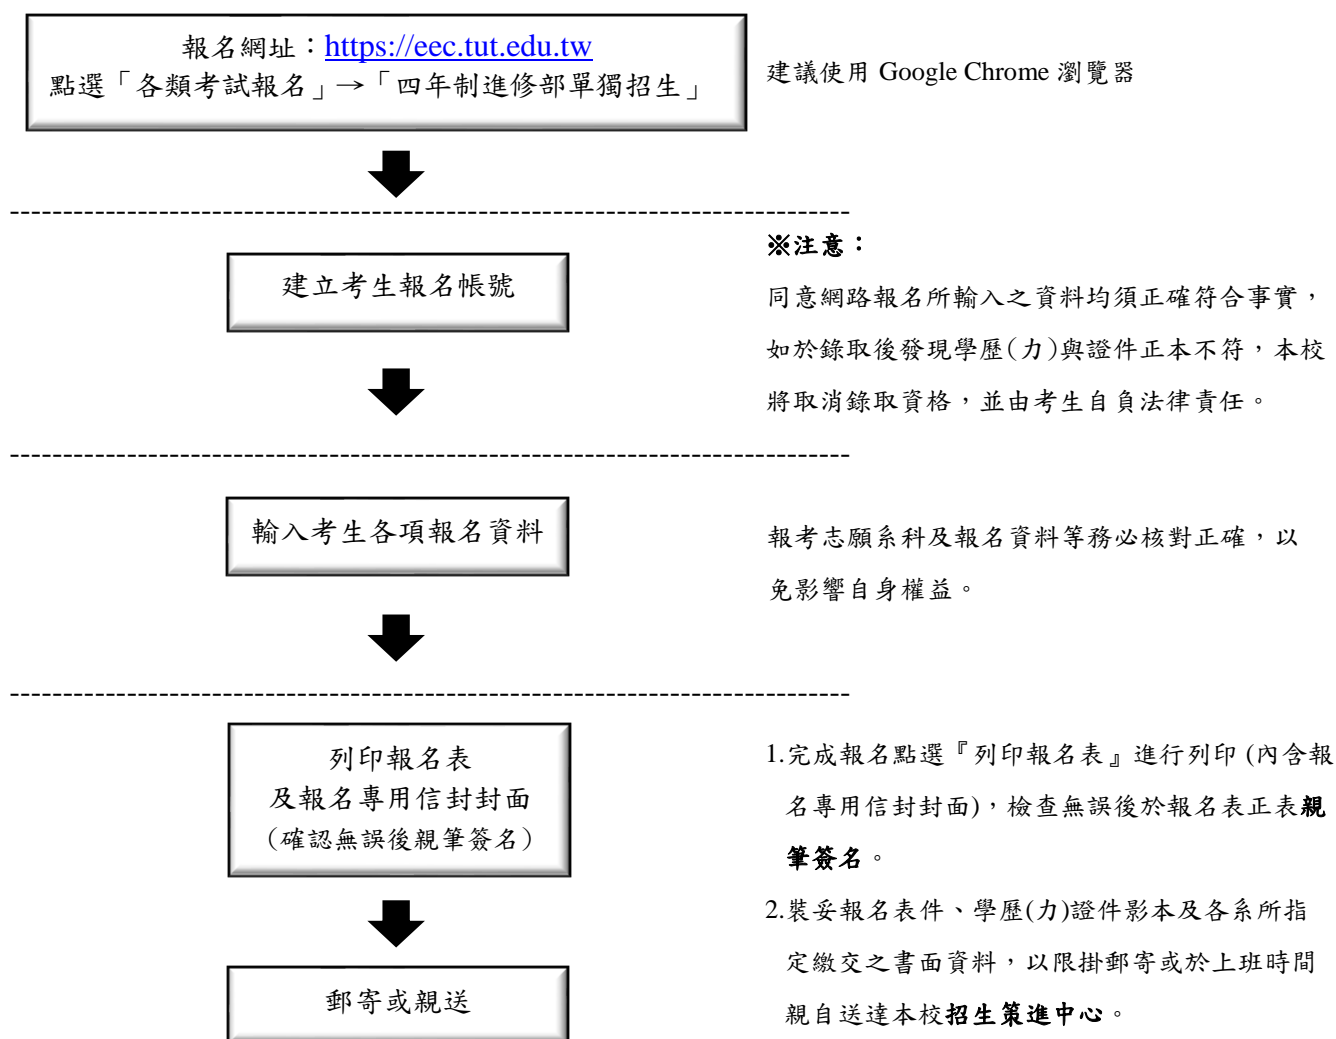 報名網址：https://eec.tut.edu.tw
點選「各類考試報名」→「四年制進修部單獨招生」
建議使用 Google Chrome 瀏覽器
--------------------------------------------------------------------------------
建立考生報名帳號
※注意：
同意網路報名所輸入之資料均須正確符合事實，
如於錄取後發現學歷(力)與證件正本不符，本校
將取消錄取資格，並由考生自負法律責任。
--------------------------------------------------------------------------------
輸入考生各項報名資料
報考志願系科及報名資料等務必核對正確，以
免影響自身權益。
--------------------------------------------------------------------------------
列印報名表
及報名專用信封封面
(確認無誤後親筆簽名)
1.完成報名點選『列印報名表』進行列印 (內含報
名專用信封封面)，檢查無誤後於報名表正表親
筆簽名。
2.裝妥報名表件、學歷(力)證件影本及各系所指
定繳交之書面資料，以限掛郵寄或於上班時間
親自送達本校招生策進中心。
郵寄或親送